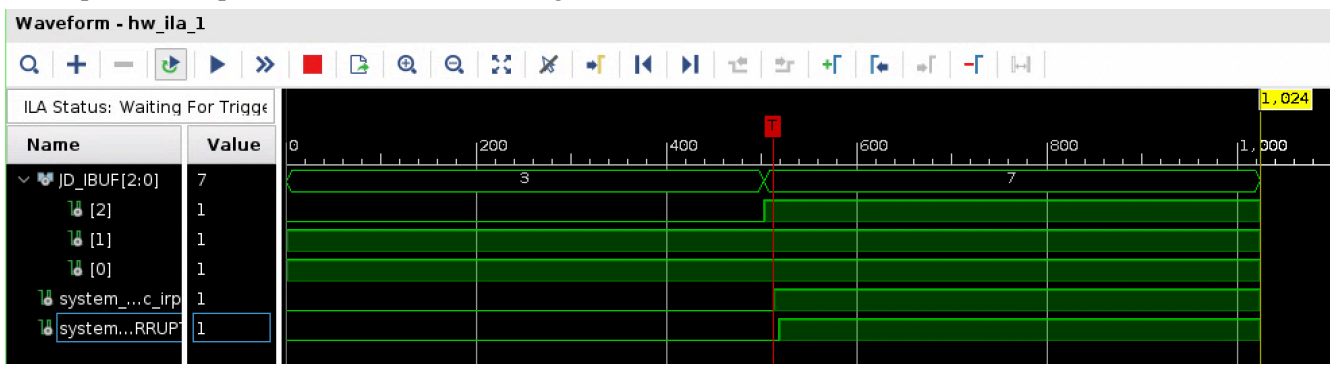 Waveform - hw_ila_1
ILA Status: Waiting For Trigge
1,024
T
Name Value
0 200 400 600 800 1,000
JD_IBUF[2:0] 7 3 7
[2] 1
[1] 1
[0] 1
system_...c_irp 1
system...RRUPT 1